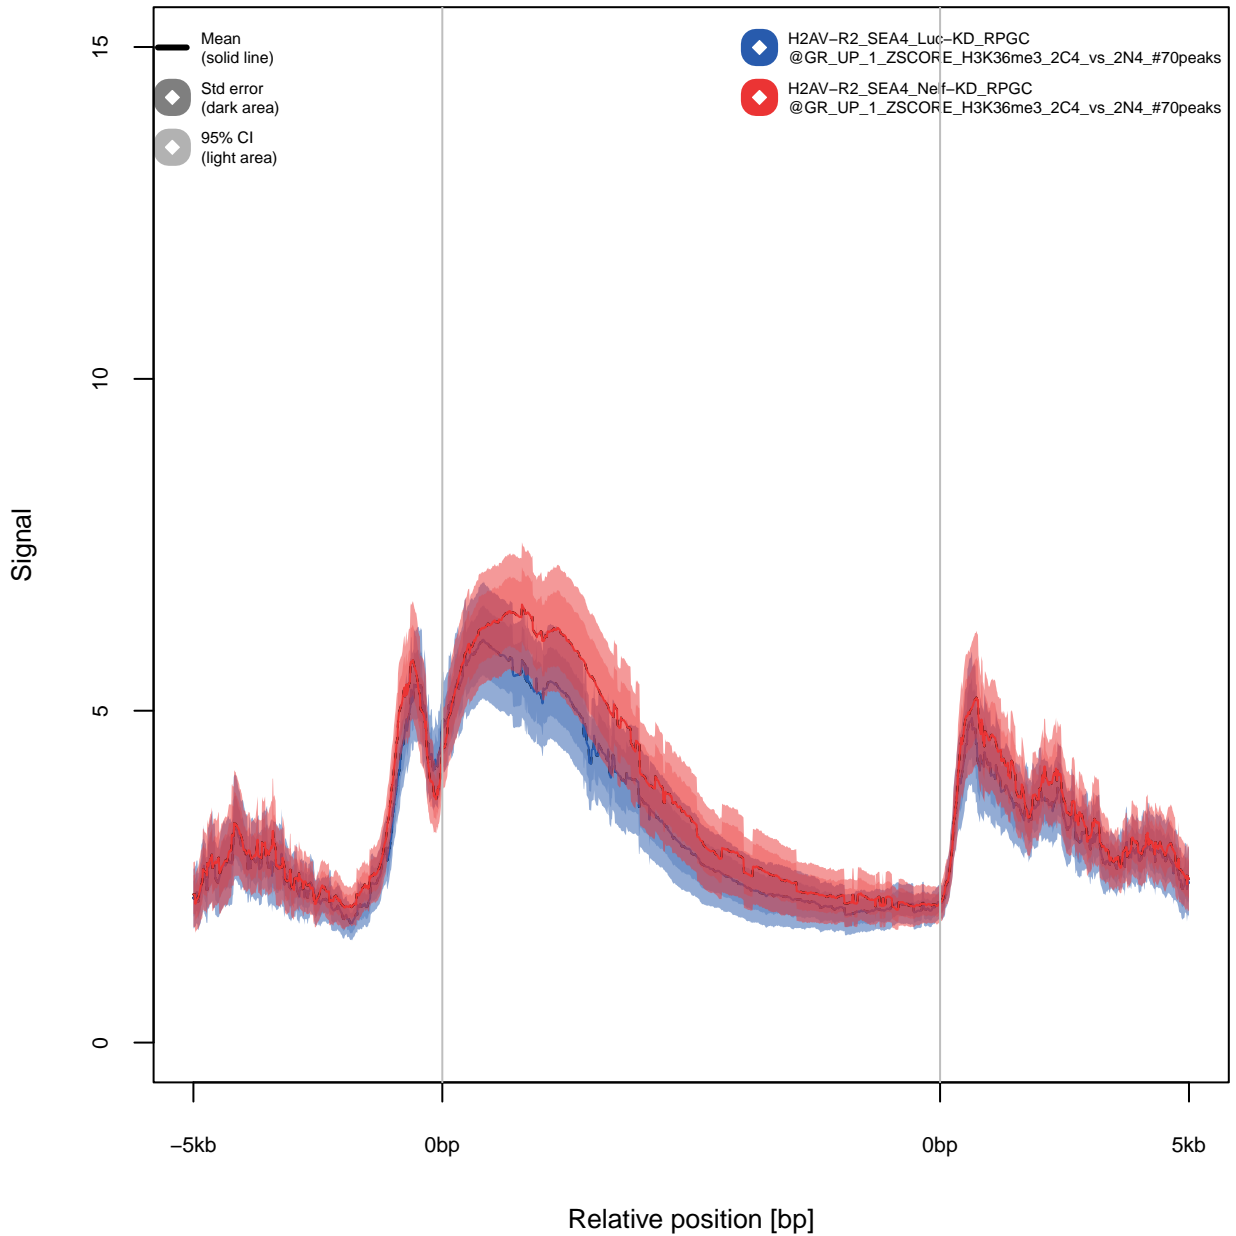 Mean
(solid line)
Std error
(dark area)
95% CI
(light area)
H2AV−R2_SEA4_Luc−KD_RPGC
@GR_UP_1_ZSCORE_H3K36me3_2C4_vs_2N4_#70peaks
H2AV−R2_SEA4_Nelf−KD_RPGC
@GR_UP_1_ZSCORE_H3K36me3_2C4_vs_2N4_#70peaks
15
10
5
0
Signal
−5kb
0bp
0bp
5kb
Relative position [bp]